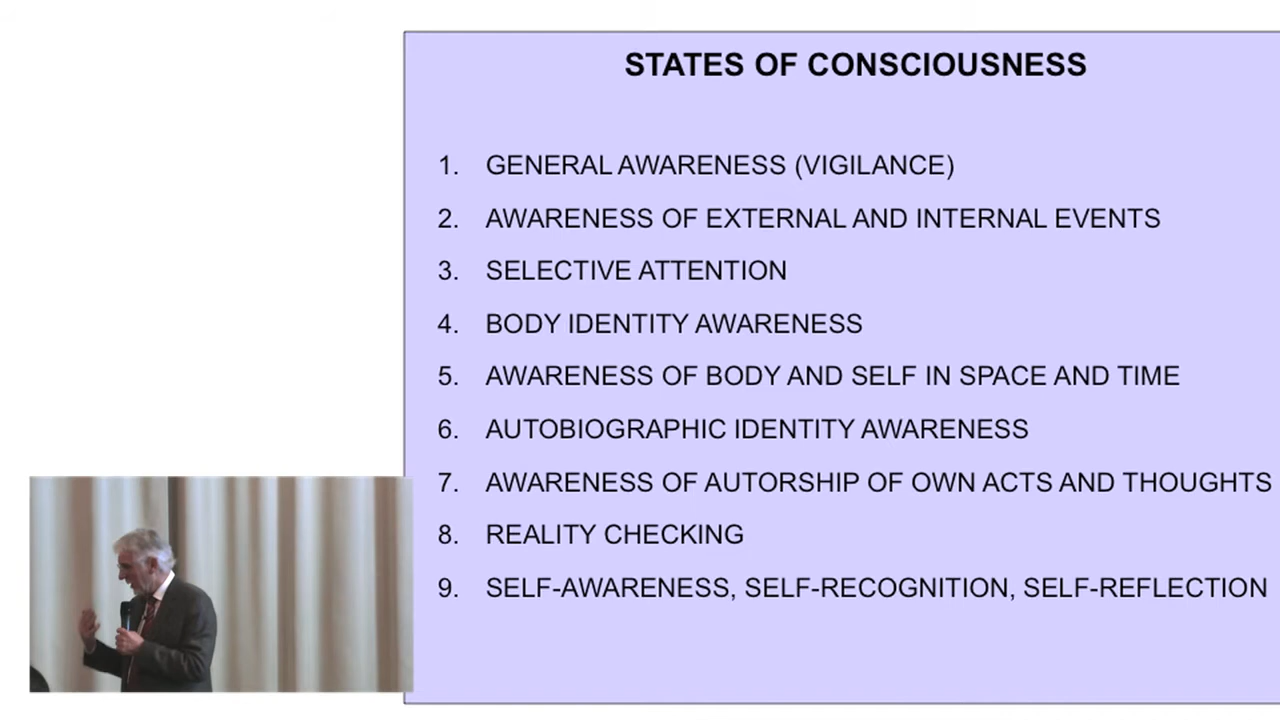 STATES OF CONSCIOUSNESS
1. GENERAL AWARENESS (VIGILANCE)
2. AWARENESS OF EXTERNAL AND INTERNAL EVENTS
3. SELECTIVE ATTENTION
4. BODY IDENTITY AWARENESS
5. AWARENESS OF BODY AND SELF IN SPACE AND TIME
6. AUTOBIOGRAPHIC IDENTITY AWARENESS
7. AWARENESS OF AUTORSHIP OF OWN ACTS AND THOUGHTS
8. REALITY CHECKING
9. SELF-AWARENESS, SELF-RECOGNITION, SELF-REFLECTION